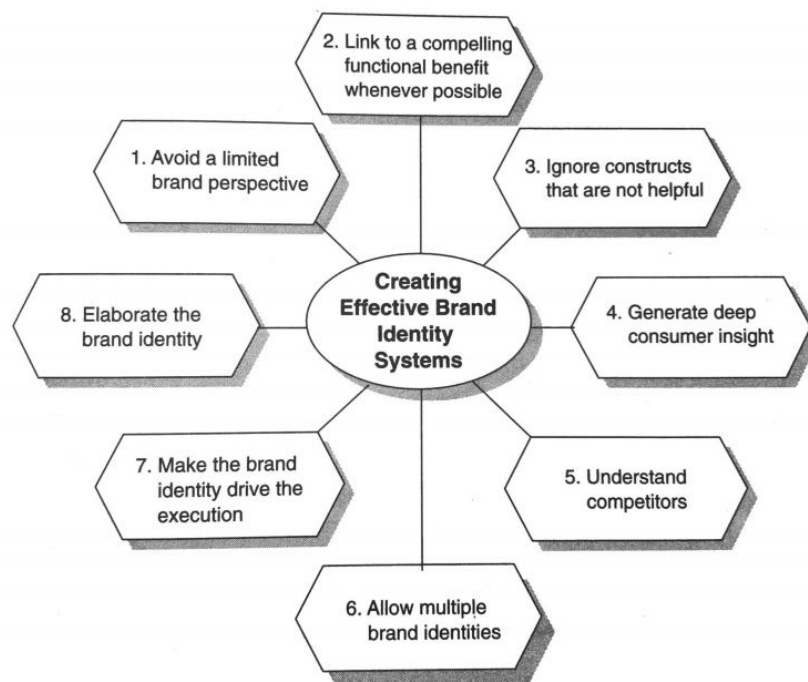 2. Link to a compelling
functional benefit
whenever possible
1. Avoid a limited
brand perspective
3. Ignore constructs
that are not helpful
Creating
Effective Brand
Identity
Systems
8. Elaborate the
brand identity
4. Generate deep
consumer insight
7. Make the brand
identity drive the
execution
5. Understand
competitors
6. Allow multiple
brand identities